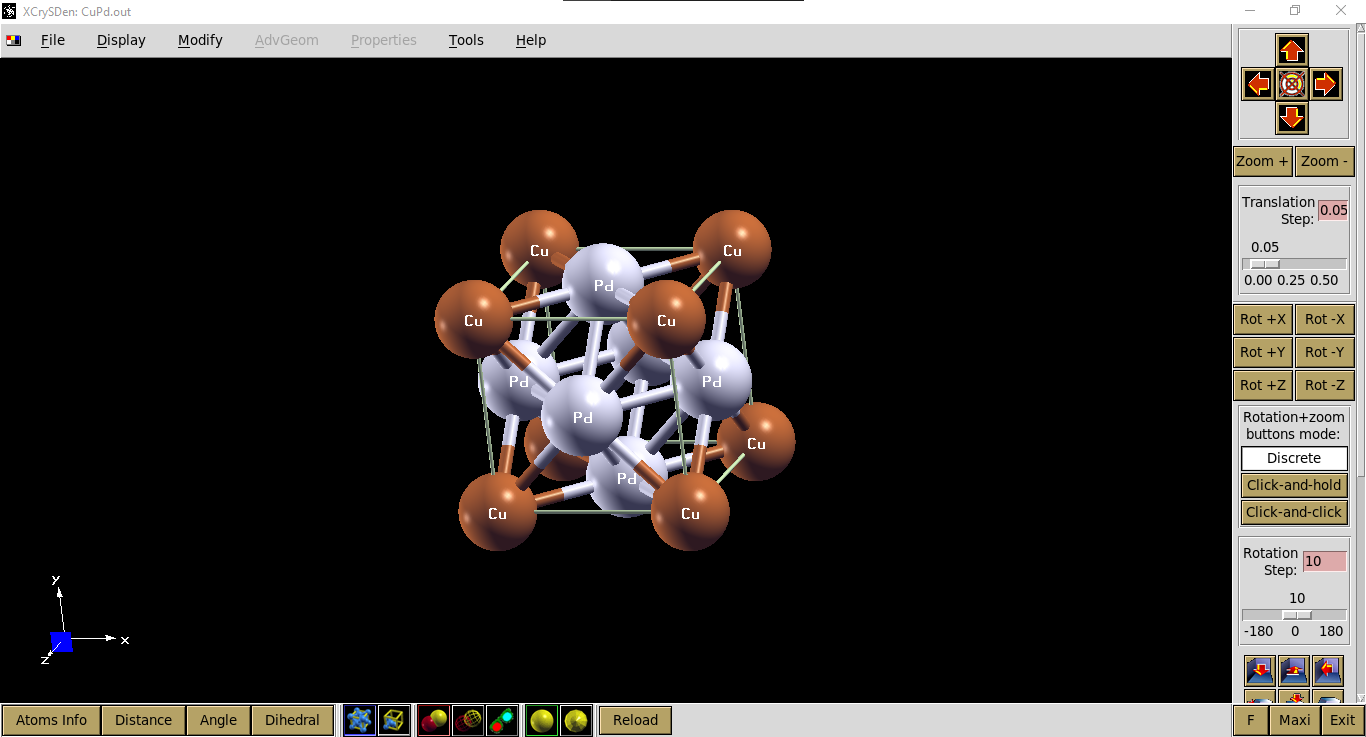 XCrySDen: CuPd.out
File Display Modify AdvGeom Properties Tools Help
Zoom + Zoom -
Translation
Step: 0.05
0.05
0.00 0.25 0.50
Rot +X Rot -X
Rot +Y Rot -Y
Rot +Z Rot -Z
Rotation+zoom
buttons mode:
Discrete
Click-and-hold
Click-and-click
Rotation
Step: 10
10
-180 0 180
Cu Cu
Pd
Cu Cu
Pd Pd
Pd
Cu
Pd
Cu Cu
y
x
z
Atoms Info Distance Angle Dihedral Reload F Maxi Exit